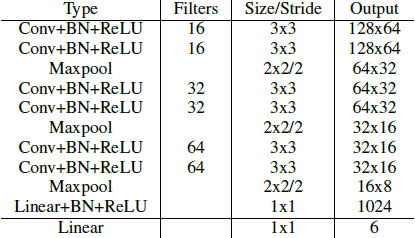 Type Filters Size/Stride Output
Conv+BN+ReLU 16 3x3 128x64
Conv+BN+ReLU 16 3x3 128x64
Maxpool 2x2/2 64x32
Conv+BN+ReLU 32 3x3 64x32
Conv+BN+ReLU 32 3x3 64x32
Maxpool 2x2/2 32x16
Conv+BN+ReLU 64 3x3 32x16
Conv+BN+ReLU 64 3x3 32x16
Maxpool 2x2/2 16x8
Linear+BN+ReLU 1x1 1024
Linear 1x1 6